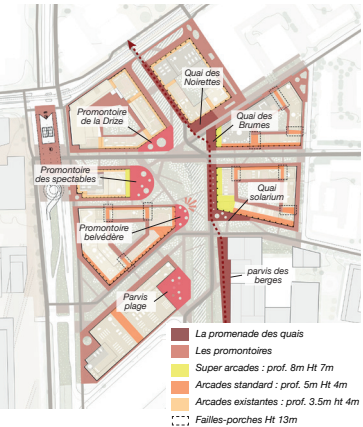 Quai des
Noirettes
Promontoire
de la Drize
Quai des
Brumes
Promontoire
des spectables
Quai
solarium
Promontoire
belvédère
parvis des
berges
Parvis
plage
La promenade des quais
Les promontoires
Super arcades : prof. 8m Ht 7m
Arcades standard : prof. 5m Ht 4m
Arcades existantes : prof. 3.5m ht 4m
Failles-porches Ht 13m